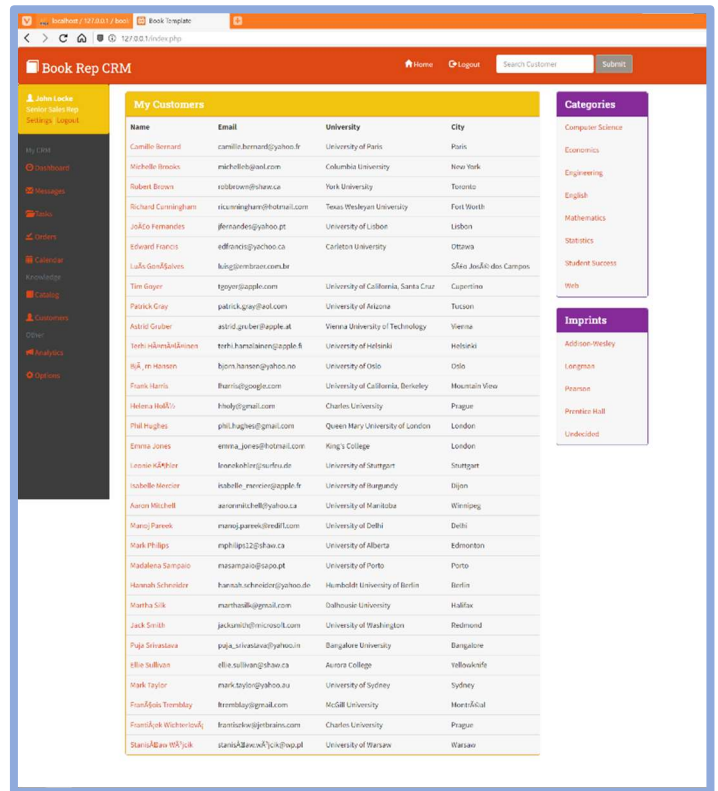 localhost / 127.0.0.1 / book
Book Template
127.0.0.1/index.php
Book Rep CRM
Home
Logout
Search Customer
Submit
John Locke
Senior Sales Rep
Settings Logout
My CRM
Dashboard
Messages
Tasks
Orders
Calendar
Knowledge
Catalog
Customers
Other
Analytics
Options
My Customers
Name Email University City
Camille Bernard camille.bernard@yahoo.fr University of Paris Paris
Michelle Brooks michelleb@aol.com Columbia University New York
Robert Brown robbrown@shaw.ca York University Toronto
Richard Cunningham ricunningham@hotmail.com Texas Wesleyan University Fort Worth
JoÃ£o Fernandes jfernandes@yahoo.pt University of Lisbon Lisbon
Edward Francis edfrancis@yachoo.ca Carleton University Ottawa
LuÃ­s GonÃ§alves luisg@embraer.com.br SÃ£o JosÃ© dos Campos
Tim Goyer tgoyer@apple.com University of California, Santa Cruz Cupertino
Patrick Gray patrick.gray@aol.com University of Arizona Tucson
Astrid Gruber astrid.gruber@apple.at Vienna University of Technology Vienna
Terhi HÃ¤mÃ¤lÃ¤inen terhi.hamalainen@apple.fi University of Helsinki Helsinki
BjÃ¸rn Hansen bjorn.hansen@yahoo.no University of Oslo Oslo
Frank Harris fharris@google.com University of California, Berkeley Mountain View
Helena hholy@gmail.com Charles University Prague
Phil Hughes phil.hughes@gmail.com Queen Mary University of London London
Emma Jones emma_jones@hotmail.com King's College London
Leonie KÃ¶hler leonekohler@surfeu.de University of Stuttgart Stuttgart
Isabelle Mercier isabelle_mercier@apple.fr University of Burgundy Dijon
Aaron Mitchell aaronmitchell@yahoo.ca University of Manitoba Winnipeg
Manoj Pareek manoj.pareek@rediff.com University of Delhi Delhi
Mark Philips mphilips12@shaw.ca University of Alberta Edmonton
Madalena Sampaio masampaio@sapo.pt University of Porto Porto
Hannah Schneider hannah.schneider@yahoo.de Humboldt University of Berlin Berlin
Martha Silk marthasilk@gmail.com Dalhousie University Halifax
Jack Smith jacksmith@microsoft.com University of Washington Redmond
Puja Srivastava puja_srivastava@yahoo.in Bangalore University Bangalore
Ellie Sullivan ellie.sullivan@shaw.ca Aurora College Yellowknife
Mark Taylor mark.taylor@yahoo.au University of Sydney Sydney
FranÃ§ois Tremblay ftremblay@gmail.com McGill University MontrÃ©al
frantisekw@jetbrains.com Charles University Prague
University of Warsaw Warsaw
Categories
Computer Science
Economics
Engineering
English
Mathematics
Statistics
Student Success
Web
Imprints
Addison-Wesley
Longman
Pearson
Prentice Hall
Undecided